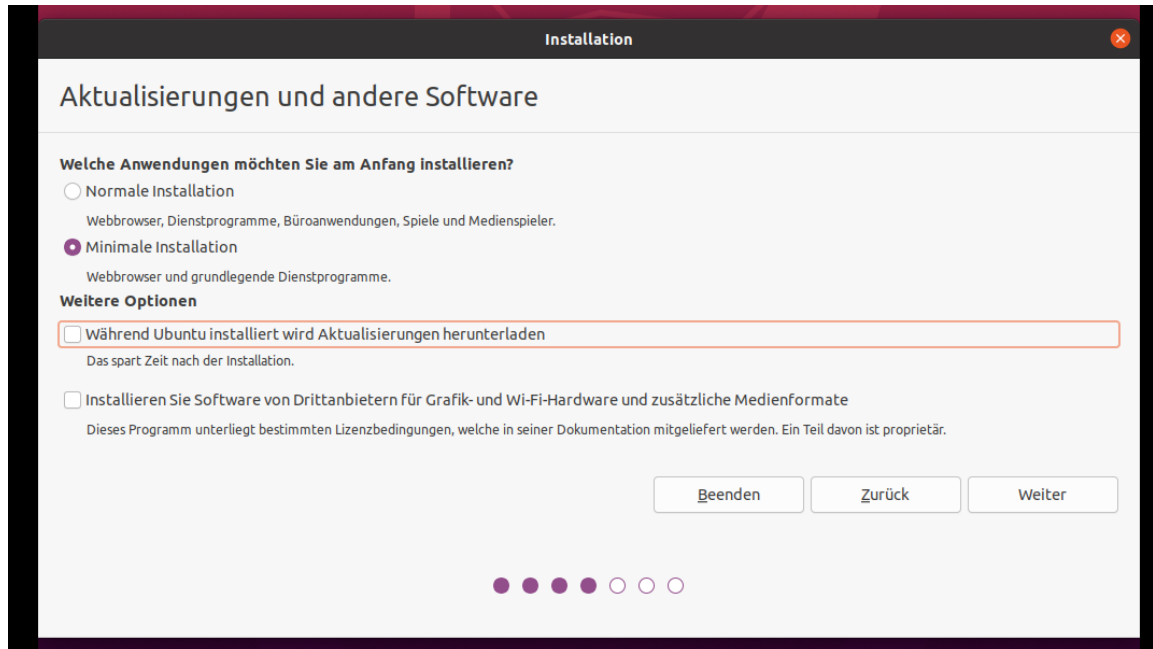 Installation
Aktualisierungen und andere Software
Welche Anwendungen möchten Sie am Anfang installieren?
Normale Installation
Webbrowser, Dienstprogramme, Büroanwendungen, Spiele und Medienspieler.
Minimale Installation
Webbrowser und grundlegende Dienstprogramme.
Weitere Optionen
Während Ubuntu installiert wird Aktualisierungen herunterladen
Das spart Zeit nach der Installation.
Installieren Sie Software von Drittanbietern für Grafik- und Wi-Fi-Hardware und zusätzliche Medienformate
Dieses Programm unterliegt bestimmten Lizenzbedingungen, welche in seiner Dokumentation mitgeliefert werden. Ein Teil davon ist proprietär.
Beenden Zurück Weiter